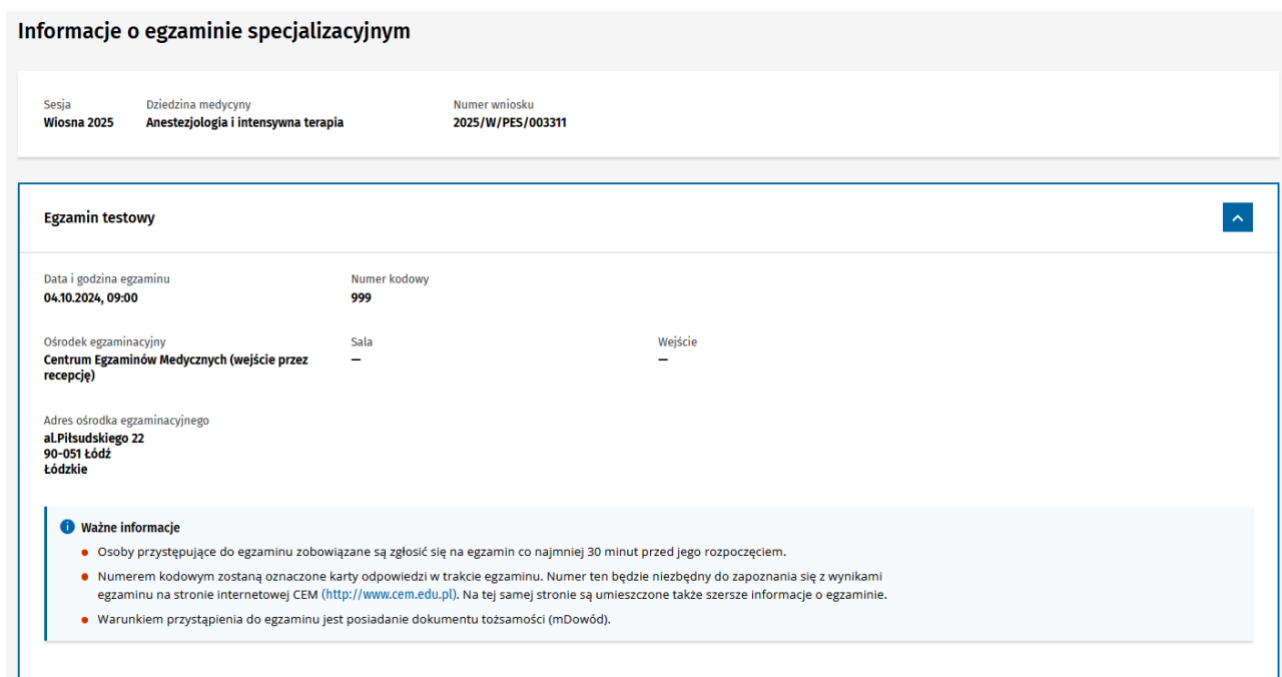 Informacje o egzaminie specjalizacyjnym
Sesja
Wiosna 2025
Dziedzina medycyny
Anestezjologia i intensywna terapia
Numer wniosku
2025/W/PES/003311
Egzamin testowy
Data i godzina egzaminu
04.10.2024, 09:00
Numer kodowy
999
Ośrodek egzaminacyjny
Centrum Egzaminów Medycznych (wejście przez
recepcję)
Sala
—
Wejście
—
Adres ośrodka egzaminacyjnego
al.Piłsudskiego 22
90-051 Łódź
Łódzkie
Ważne informacje
Osoby przystępujące do egzaminu zobowiązane są zgłosić się na egzamin co najmniej 30 minut przed jego rozpoczęciem.
Numerem kodowym zostaną oznaczone karty odpowiedzi w trakcie egzaminu. Numer ten będzie niezbędny do zapoznania się z wynikami
egzaminu na stronie internetowej CEM (http://www.cem.edu.pl). Na tej samej stronie są umieszczone także szersze informacje o egzaminie.
Warunkiem przystąpienia do egzaminu jest posiadanie dokumentu tożsamości (mDowód).